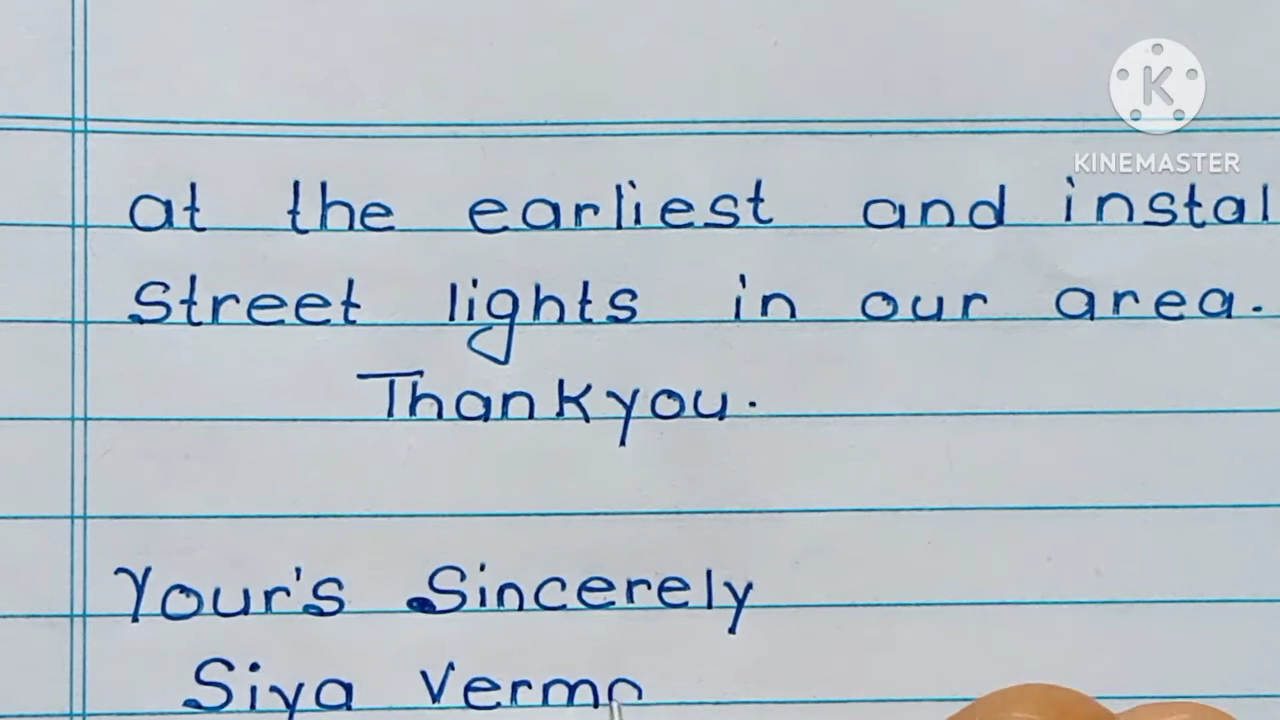 KINEMASTER
at the earliest and instal
Street lights in our area.
Thankyou.
Your's Sincerely
Siya Verma